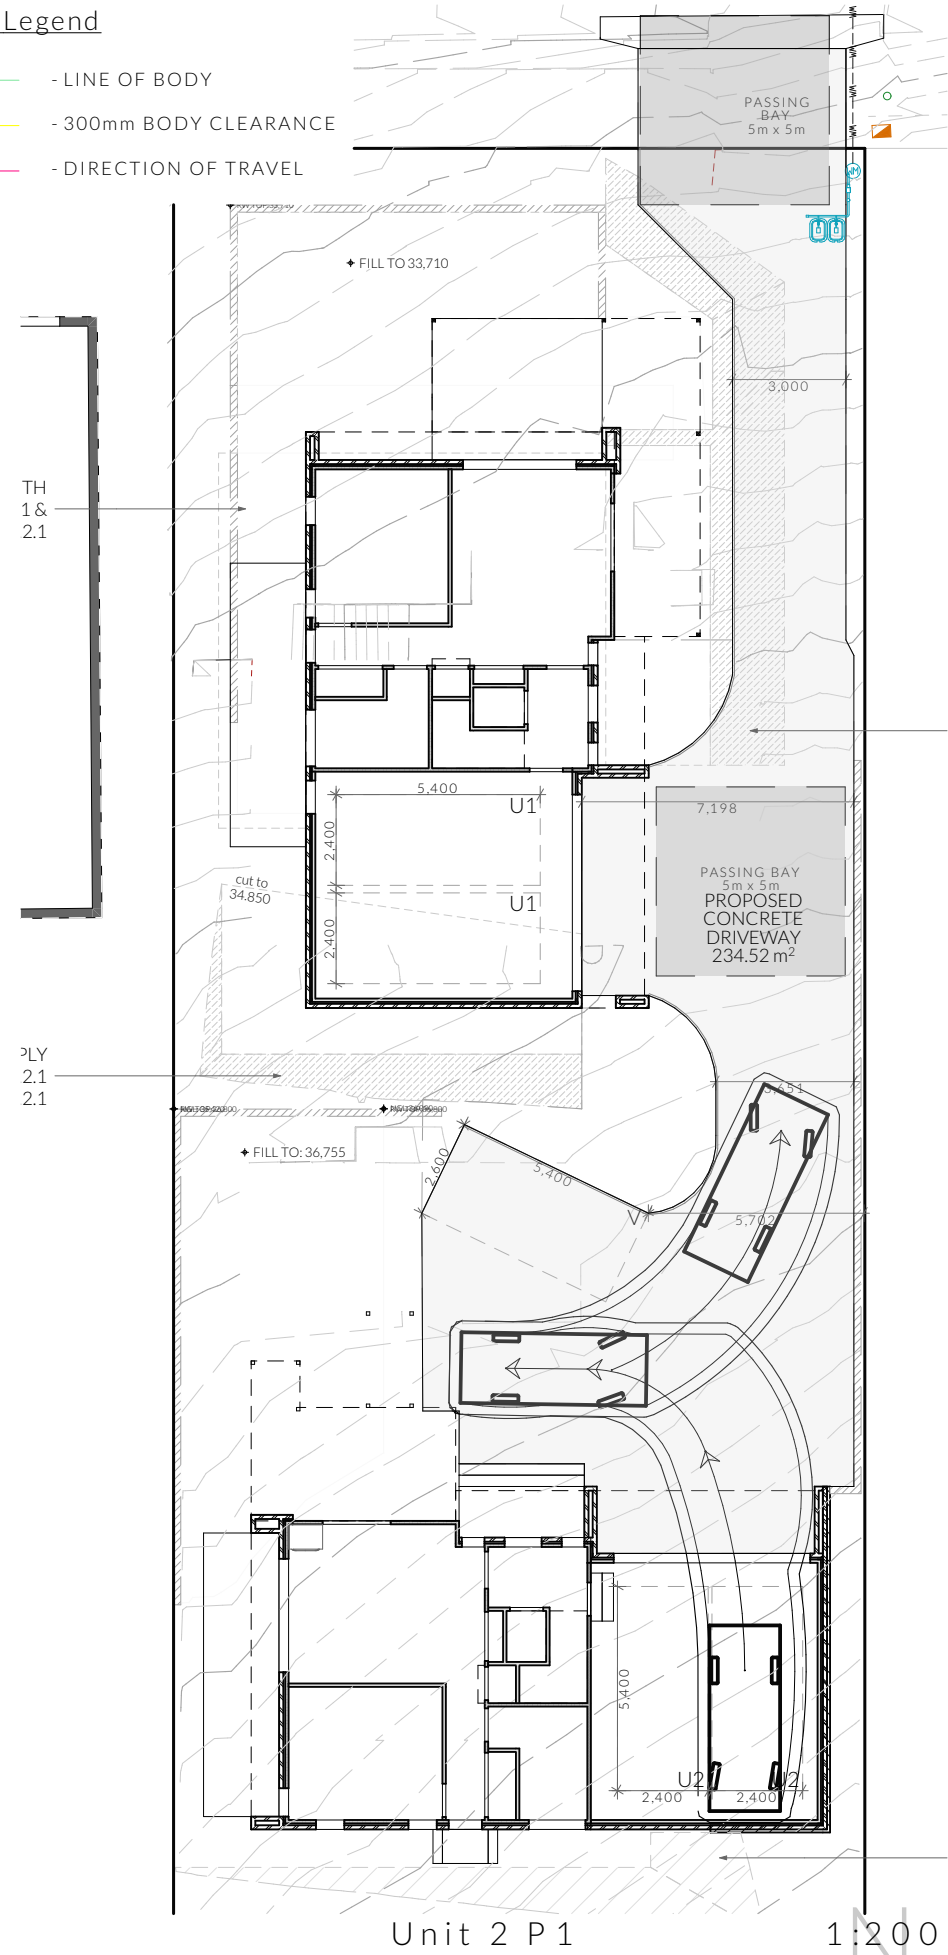 Legend
- LINE OF BODY
- 300mm BODY CLEARANCE
- DIRECTION OF TRAVEL
PASSING
BAY
5m x 5m
FILL TO 33,710
3,000
TH
1 &
2.1
5,400
U1
7,198
2,400
PASSING BAY
5m x 5m
PROPOSED
CONCRETE
DRIVEWAY
234.52 m²
cut to
34.850
U1
2,400
PLY
2.1
2.1
FILL TO: 36,755
2,600
5,400
V
5,702
5,400
U2
2,400
2,400
Unit 2 P1
1:200
N